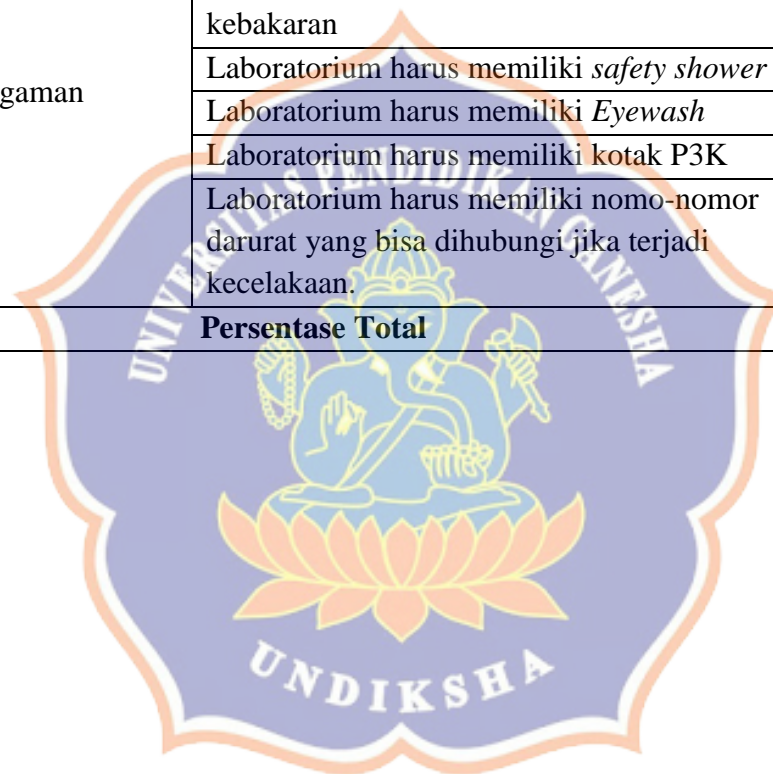 kebakaran
Laboratorium harus memiliki safety shower
gaman
Laboratorium harus memiliki Eyewash
Laboratorium harus memiliki kotak P3K
Laboratorium harus memiliki nomo-nomor
darurat yang bisa dihubungi jika terjadi
kecelakaan.
Persentase Total
UNIVERSITAS PENDIDIKAN GANESHA
UNDIKSHA